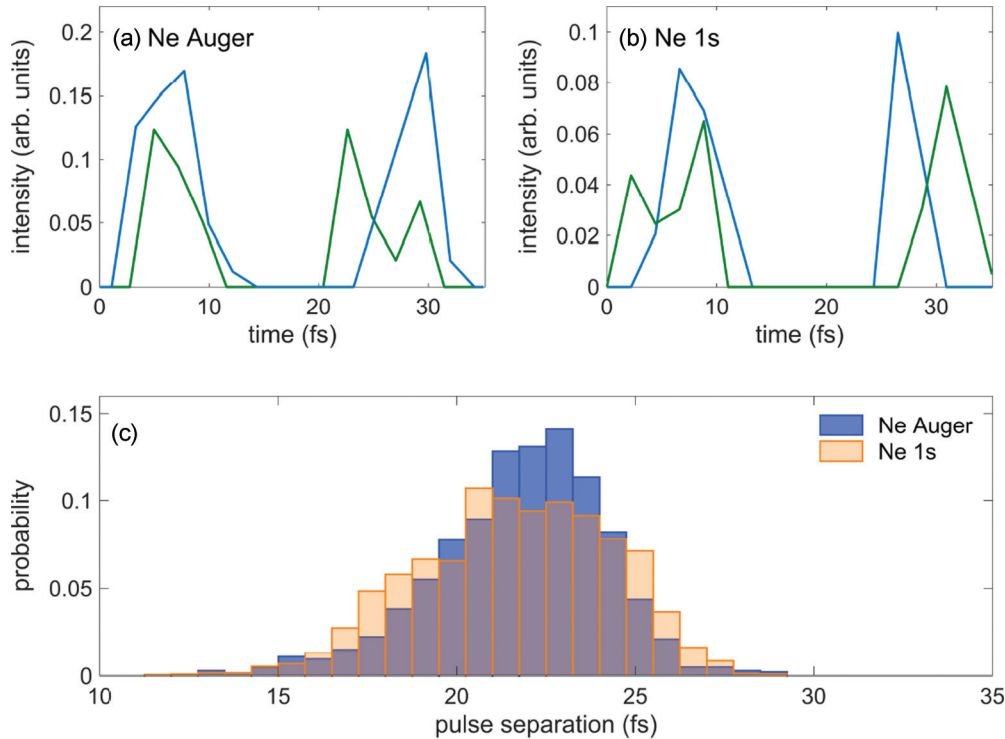 (a) Ne Auger
intensity (arb. units)
0.2
0.15
0.1
0.05
0
0 10 20 30
time (fs)
(b) Ne 1s
intensity (arb. units)
0.1
0.08
0.06
0.04
0.02
0
0 10 20 30
time (fs)
(c)
Ne Auger
Ne 1s
probability
0.15
0.1
0.05
0
10 15 20 25 30 35
pulse separation (fs)